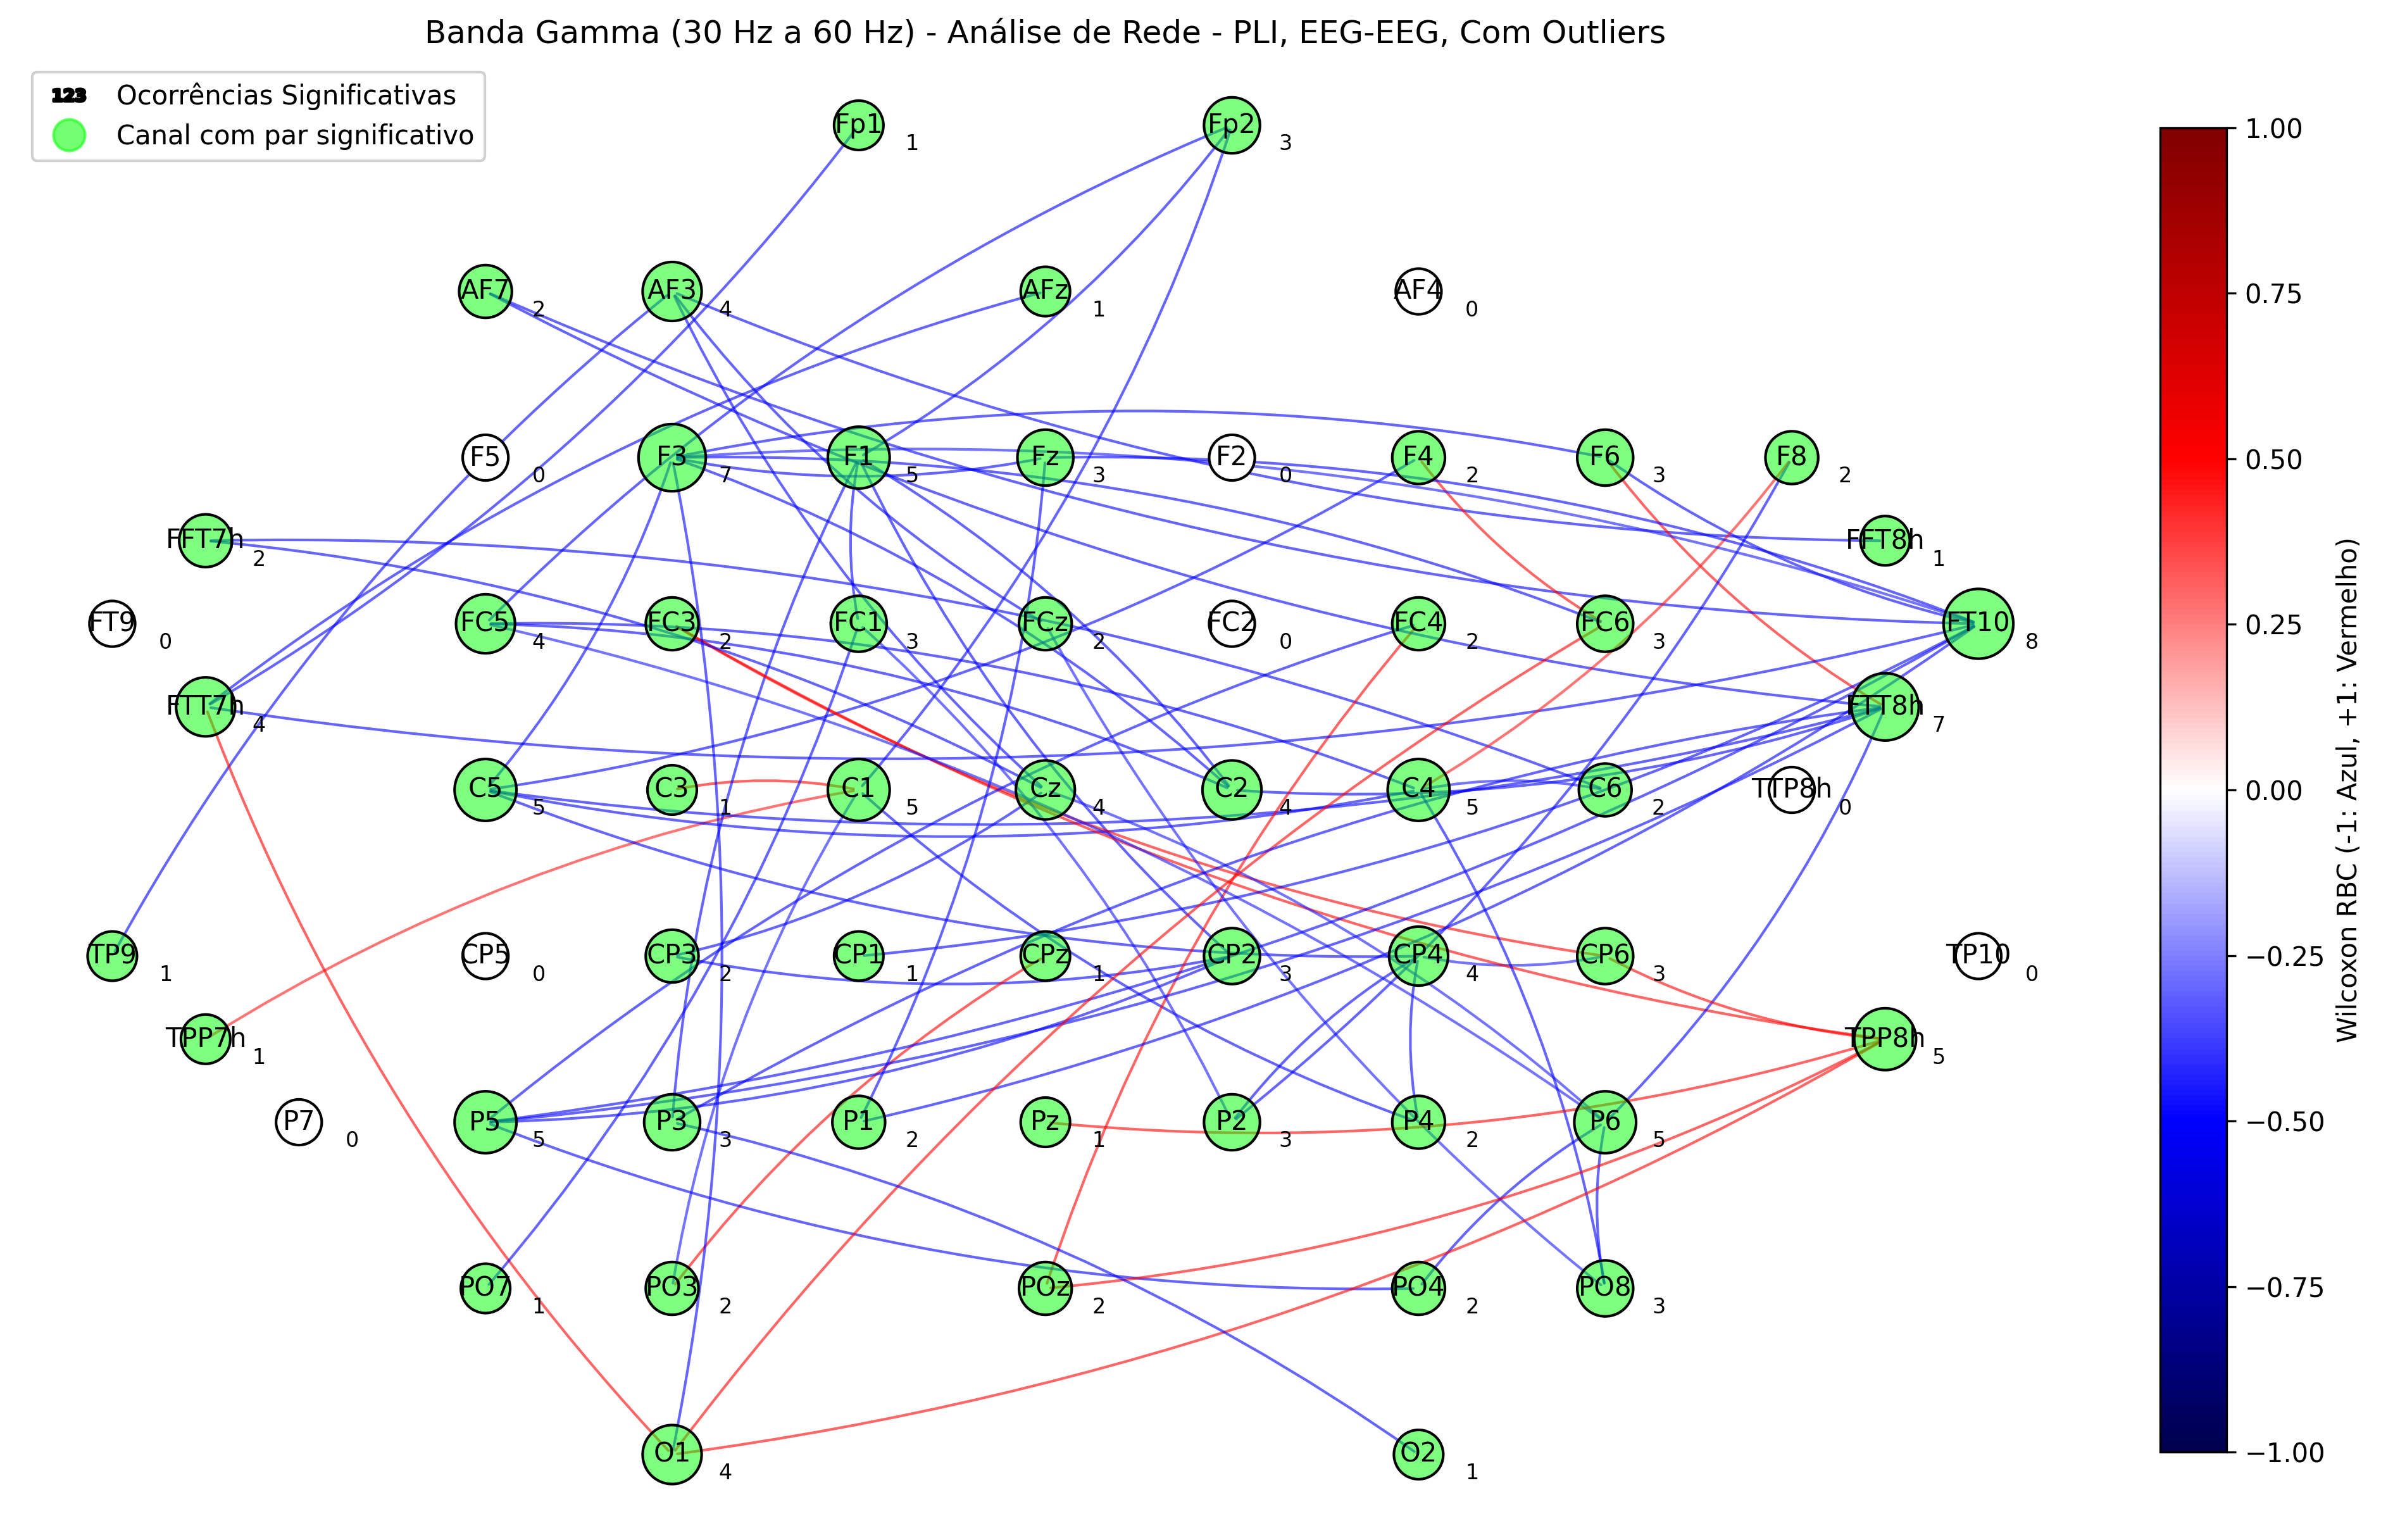 Banda Gamma (30 Hz a 60 Hz) - Análise de Rede - PLI, EEG-EEG, Com Outliers
123 Ocorrências Significativas
Canal com par significativo
Fp1 1 Fp2 3
AF7 2 AF3 4 AFz 1 AF4 0
F5 0 F3 7 F1 5 Fz 3 F2 0 F4 2 F6 3 F8 2
FFT7h 2 FFT8h 1
FT9 0 FC5 4 FC3 2 FC1 3 FCz 2 FC2 0 FC4 2 FC6 3 FT10 8
FTT7h 4 FTT8h 7
C5 5 C3 1 C1 5 Cz 4 C2 4 C4 5 C6 2 TTP8h 0
TP9 1 CP5 0 CP3 2 CP1 1 CPz 1 CP2 3 CP4 4 CP6 3 TP10 0
TPP7h 1 TPP8h 5
P7 0 P5 5 P3 3 P1 2 Pz 1 P2 3 P4 2 P6 5
PO7 1 PO3 2 POz 2 PO4 2 PO8 3
O1 4 O2 1
1.00
0.75
0.50
0.25
0.00
−0.25
−0.50
−0.75
−1.00
Wilcoxon RBC (-1: Azul, +1: Vermelho)